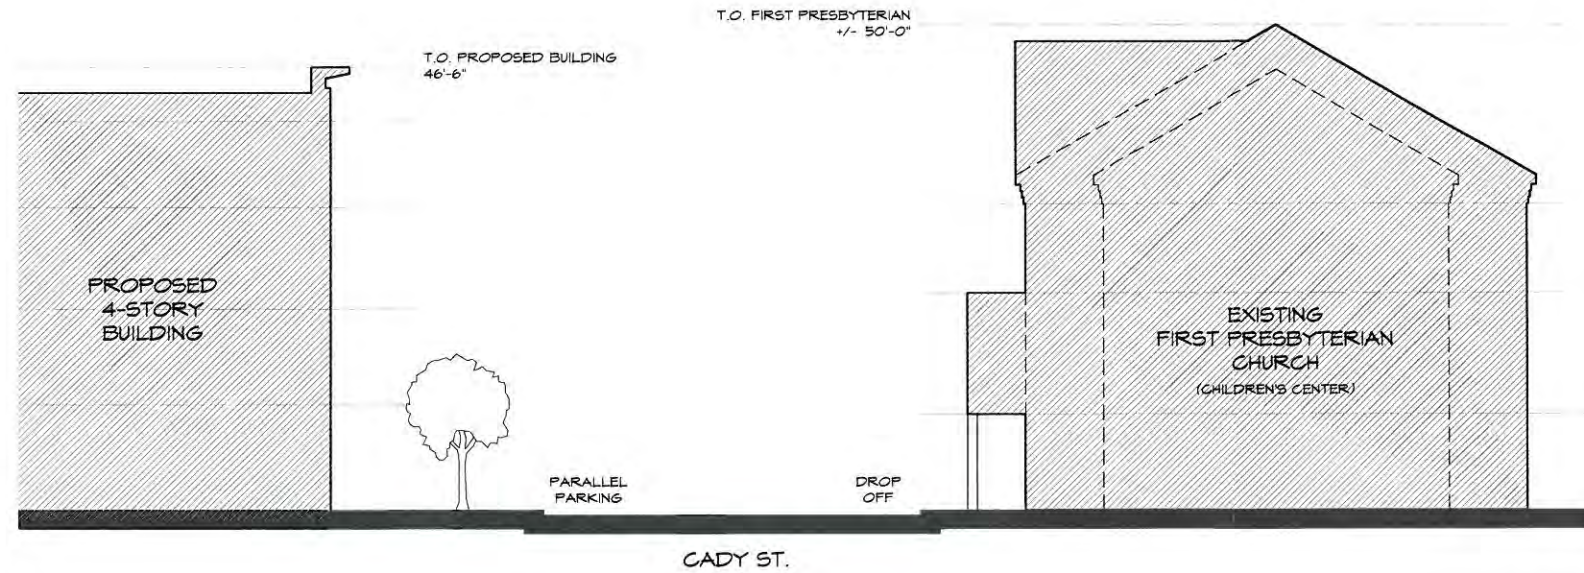 T.O. FIRST PRESBYTERIAN
+/- 50'-0"
T.O. PROPOSED BUILDING
46'-6"
PROPOSED
4-STORY
BUILDING
EXISTING
FIRST PRESBYTERIAN
CHURCH
(CHILDREN'S CENTER)
PARALLEL
PARKING
DROP
OFF
CADY ST.